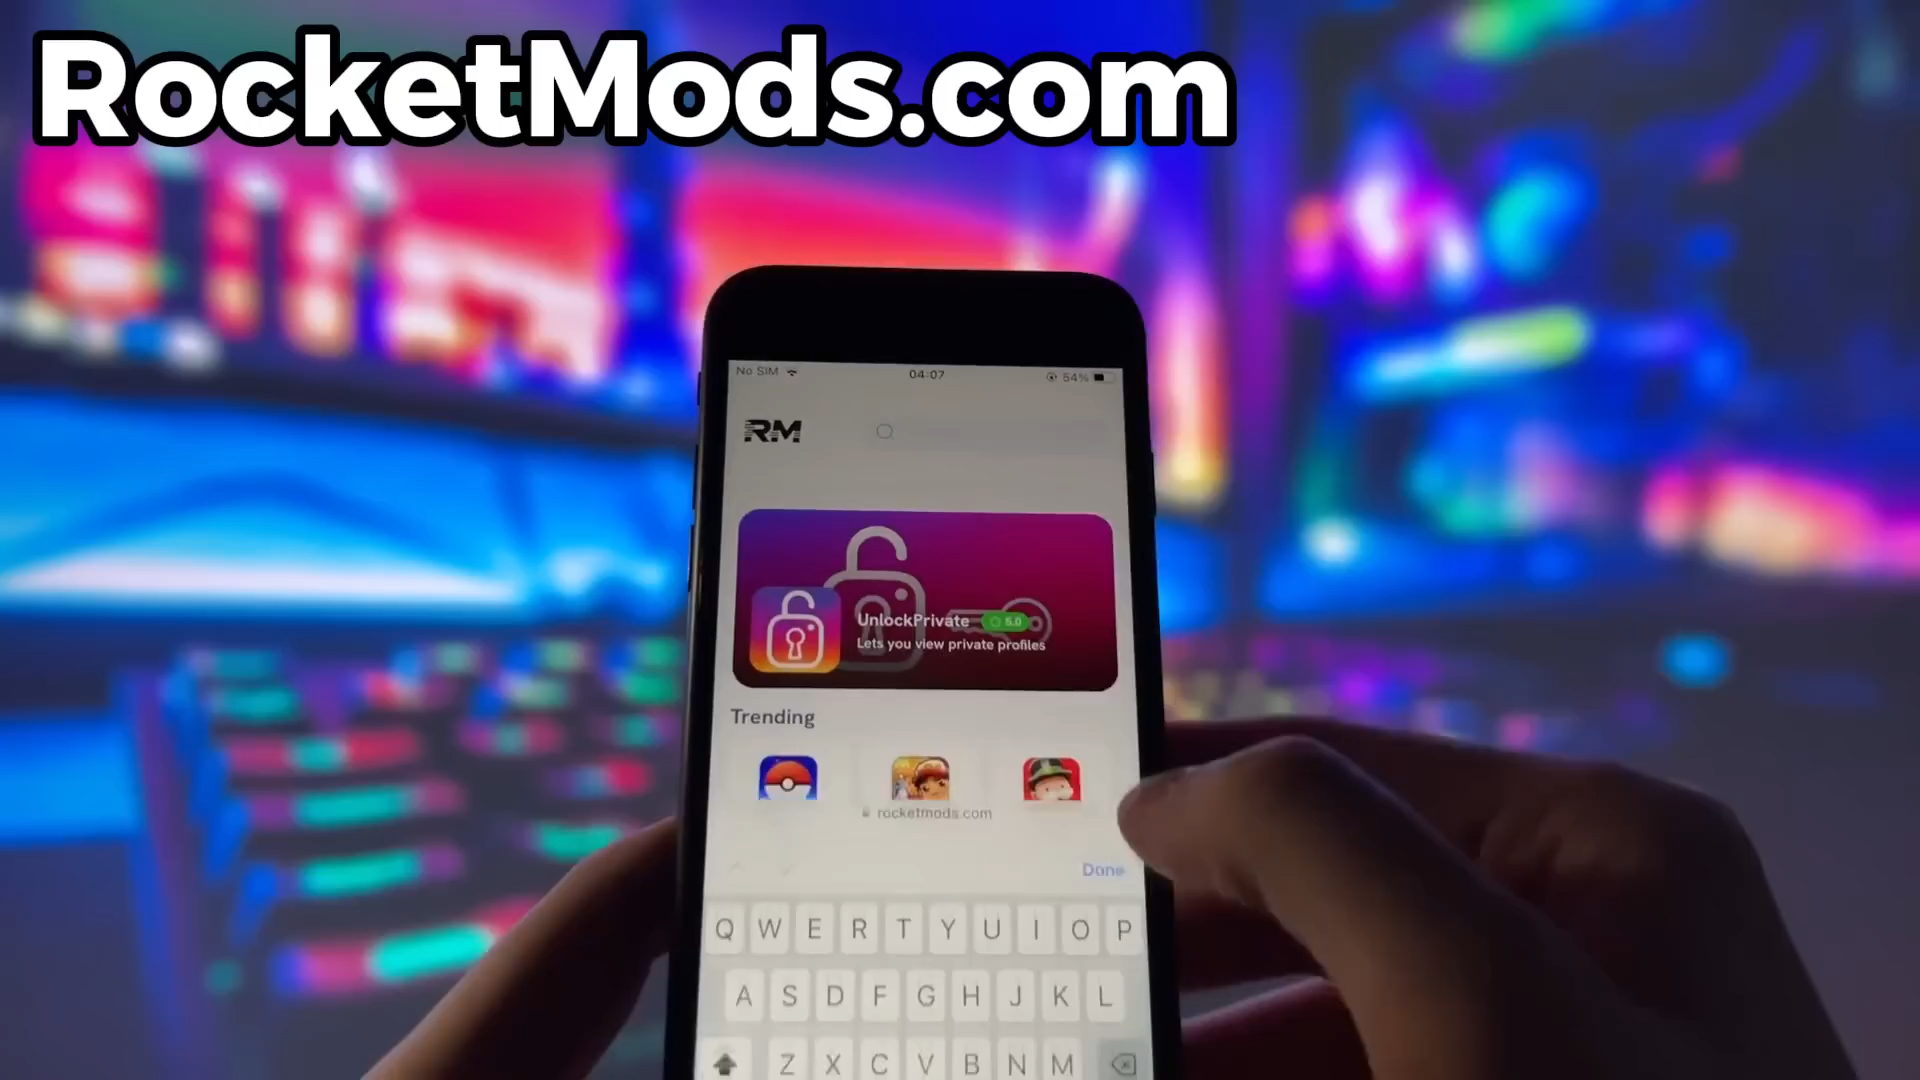 RocketMods.com
No SIM 04:07 54%
RM
UnlockPrivate 5.0
Lets you view private profiles
Trending
rocketmods.com
Done
Q W E R T Y U I O P
A S D F G H J K L
Z X C V B N M